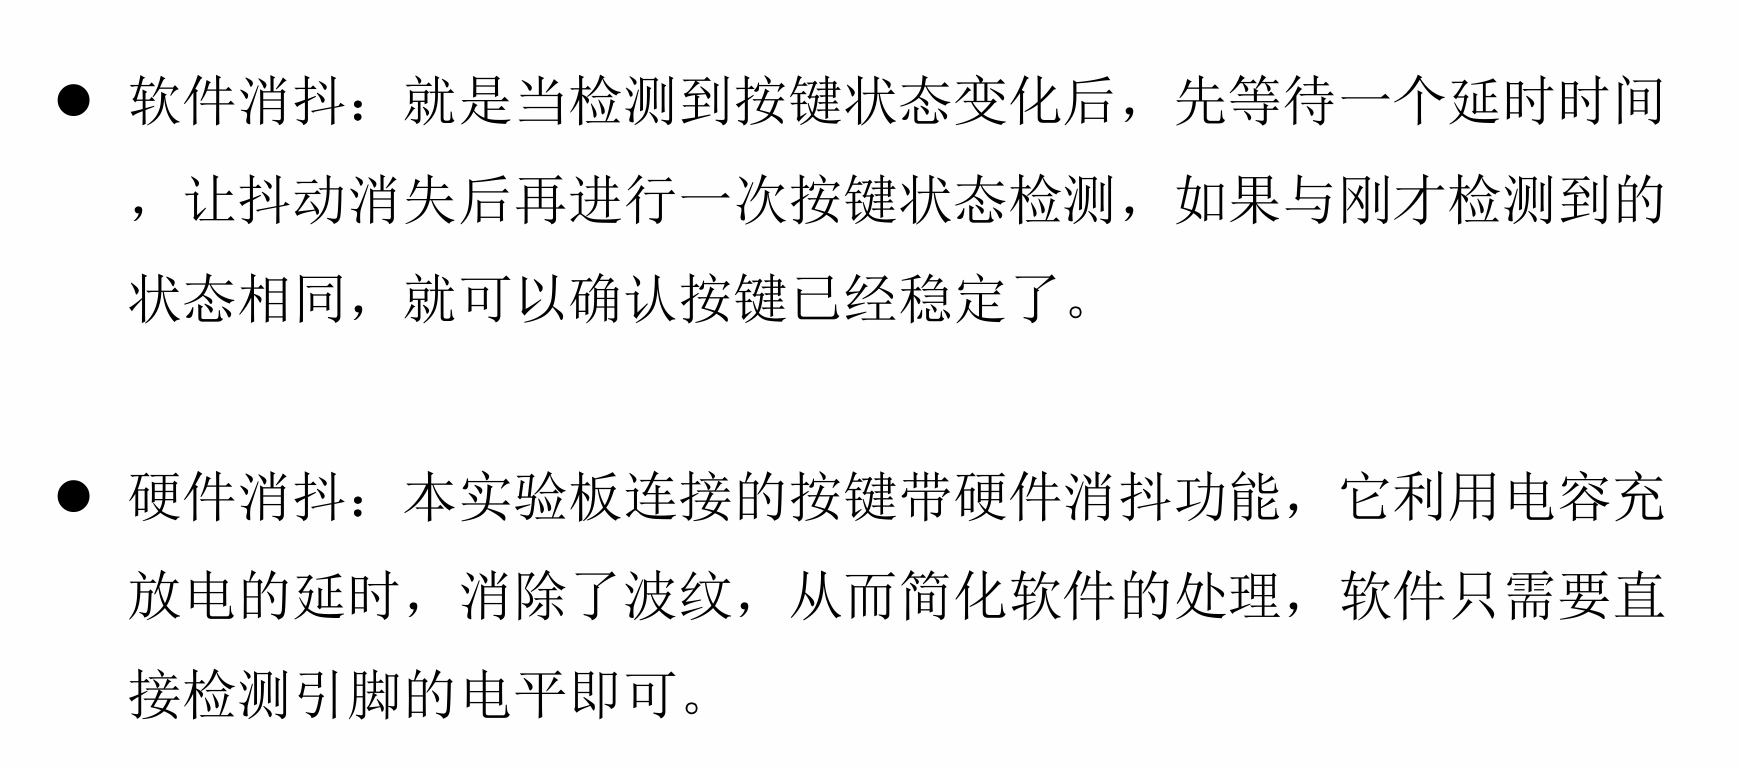 ● 软件消抖：就是当检测到按键状态变化后，先等待一个延时时间
，让抖动消失后再进行一次按键状态检测，如果与刚才检测到的
状态相同，就可以确认按键已经稳定了。
● 硬件消抖：本实验板连接的按键带硬件消抖功能，它利用电容充
放电的延时，消除了波纹，从而简化软件的处理，软件只需要直
接检测引脚的电平即可。